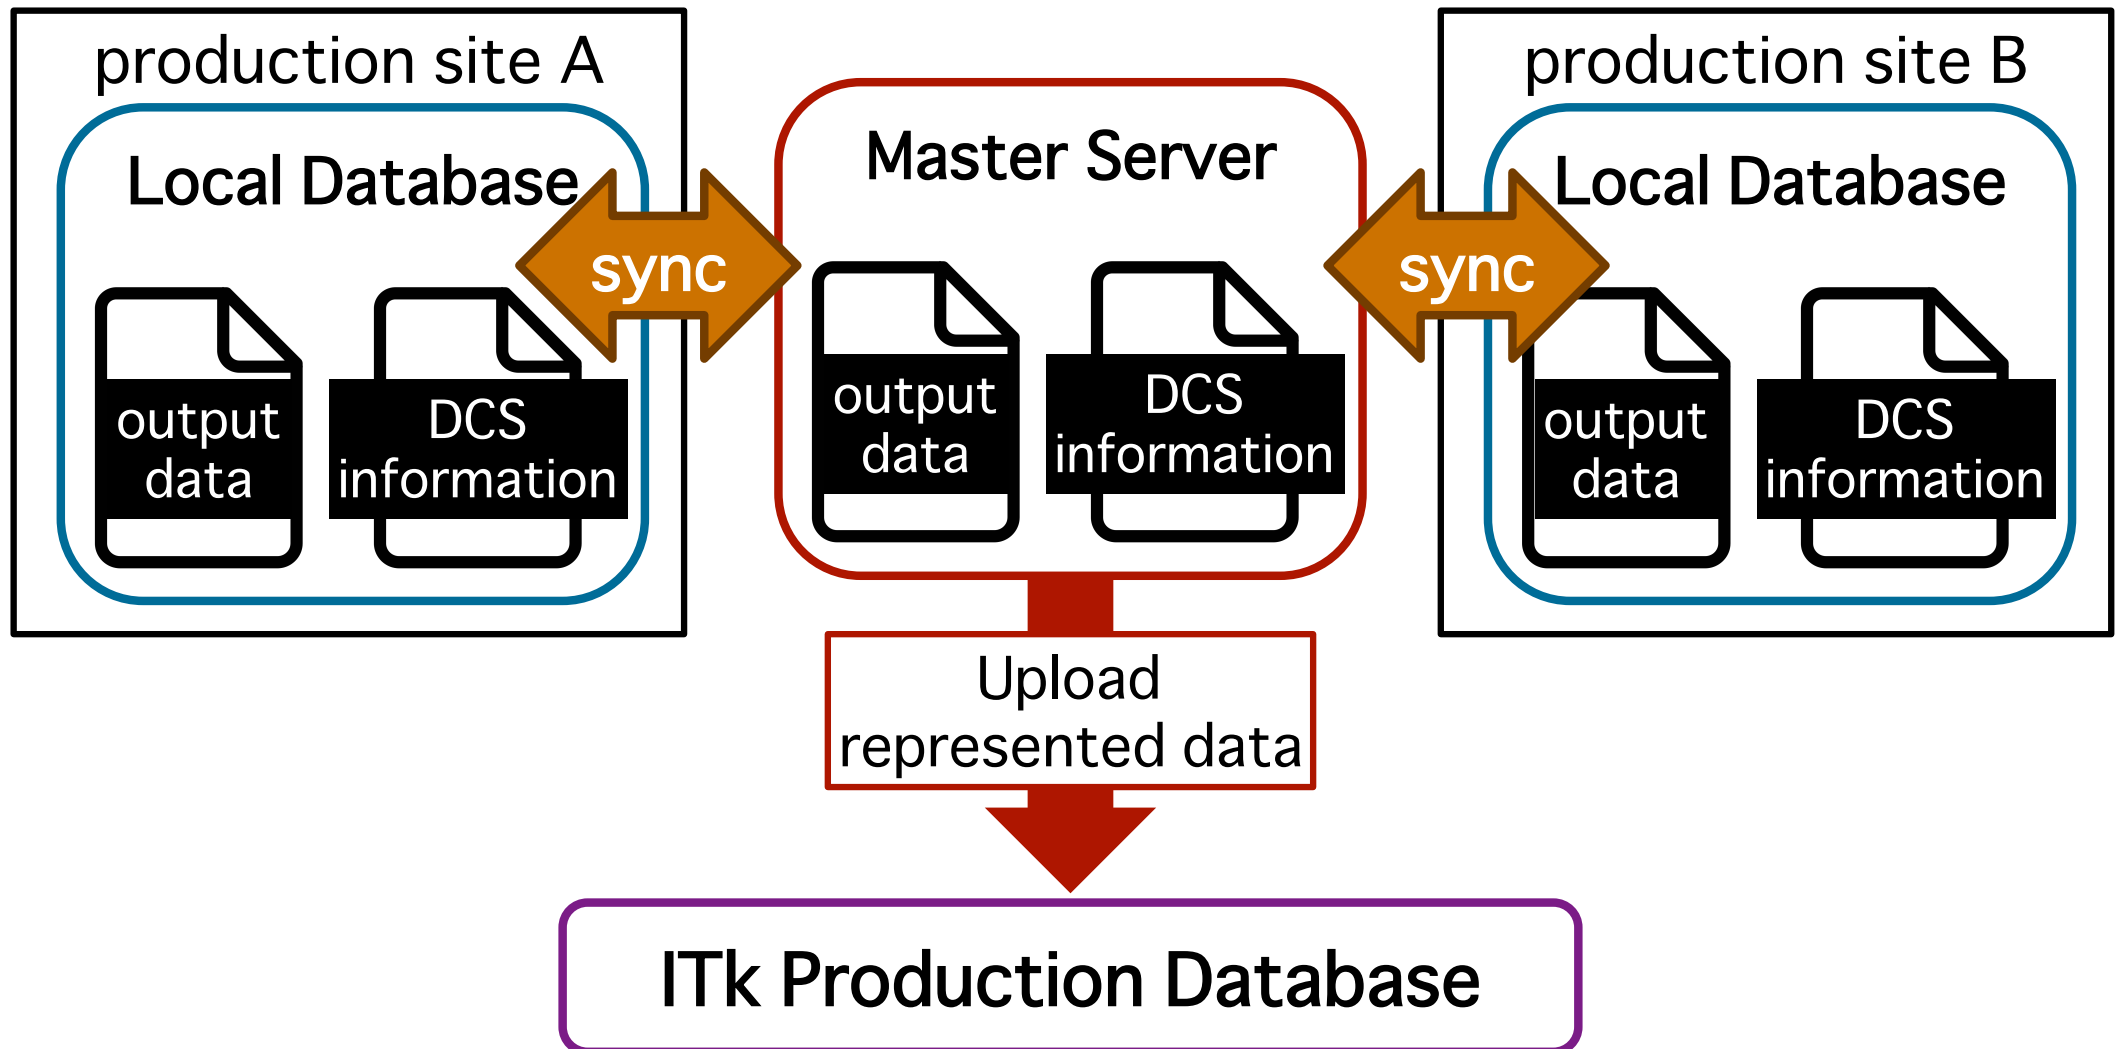 production site A
Local Database
output
data
DCS
information
sync
Master Server
output
data
DCS
information
sync
production site B
Local Database
output
data
DCS
information
Upload
represented data
ITk Production Database